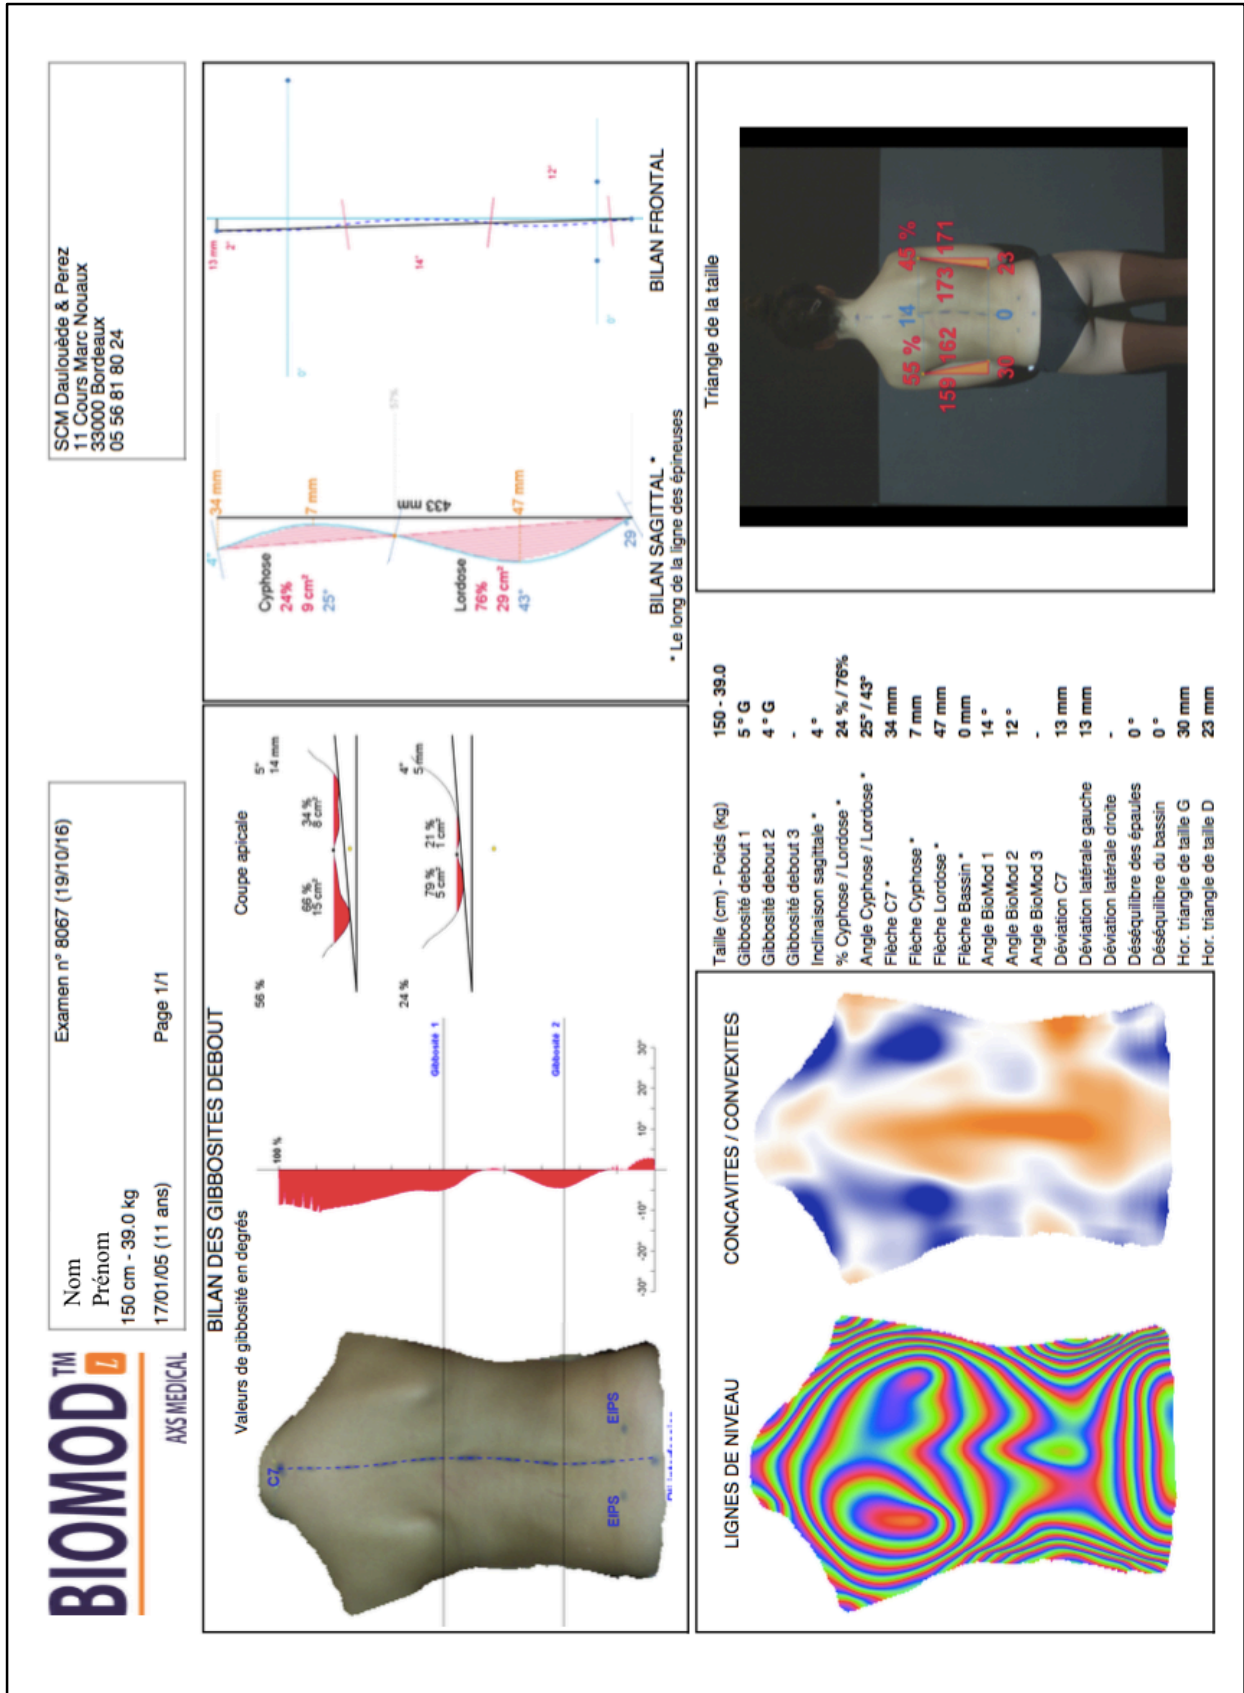 BIOMOD L TM
AXS MEDICAL
Nom
Prénom
150 cm - 39.0 kg
17/01/05 (11 ans)
Examen n° 8067 (19/10/16)
Page 1/1
SCM Daulouède & Perez
11 Cours Marc Nouaux
33000 Bordeaux
05 56 81 80 24
BILAN DES GIBBOSITES DEBOUT
Valeurs de gibbosité en degrés
C7
EIPS
EIPS
100 %
Gibbosité 1
Gibbosité 2
-30° -20° -10° 0° 10° 20° 30°
Coupe apicale
56 %
66 %
15 cm²
34 %
8 cm²
5°
14 mm
24 %
79 %
5 cm²
21 %
1 cm²
4°
5 mm
4°
34 mm
Cyphose
24%
9 cm²
25°
7 mm
57%
433 mm
Lordose
76%
29 cm²
43°
47 mm
29°
BILAN SAGITTAL *
* Le long de la ligne des épineuses
13 mm
2°
0°
14°
12°
0°
BILAN FRONTAL
LIGNES DE NIVEAU
CONCAVITES / CONVEXITES
Taille (cm) - Poids (kg) 150 - 39.0
Gibbosité debout 1 5 ° G
Gibbosité debout 2 4 ° G
Gibbosité debout 3 -
Inclinaison sagittale * 4 °
% Cyphose / Lordose * 24 % / 76%
Angle Cyphose / Lordose * 25° / 43°
Flèche C7 * 34 mm
Flèche Cyphose * 7 mm
Flèche Lordose * 47 mm
Flèche Bassin * 0 mm
Angle BioMod 1 14 °
Angle BioMod 2 12 °
Angle BioMod 3 -
Déviation C7 13 mm
Déviation latérale gauche 13 mm
Déviation latérale droite -
Déséquilibre des épaules 0 °
Déséquilibre du bassin 0 °
Hor. triangle de taille G 30 mm
Hor. triangle de taille D 23 mm
Triangle de la taille
55 % 14 45 %
159 162 173 171
30 0 23